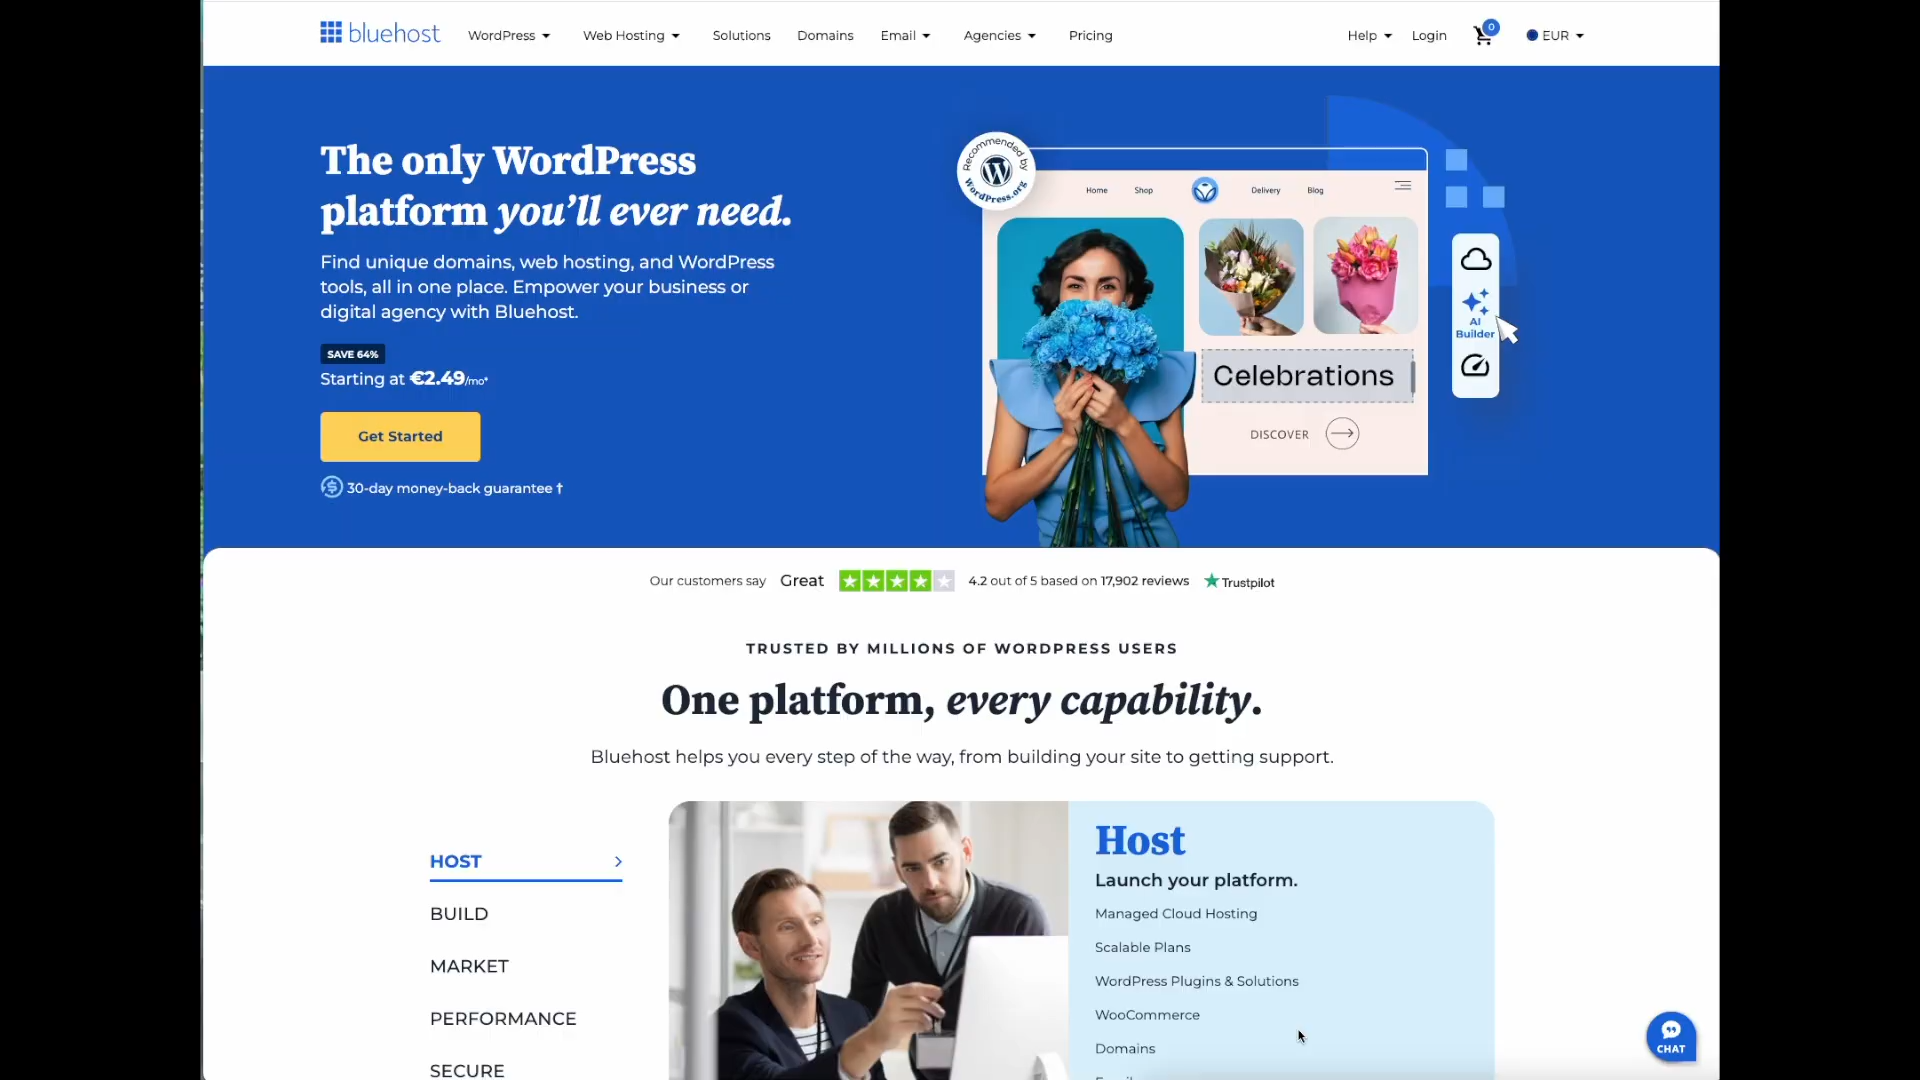 bluehost
WordPress
Web Hosting
Solutions
Domains
Email
Agencies
Pricing
Help
Login
0
EUR
The only WordPress
platform you'll ever need.
Find unique domains, web hosting, and WordPress
tools, all in one place. Empower your business or
digital agency with Bluehost.
SAVE 64%
Starting at €2.49/mo*
Get Started
30-day money-back guarantee †
Recommended by
WordPress.org
Home
Shop
Delivery
Blog
Celebrations
DISCOVER
AI
Builder
Our customers say Great 4.2 out of 5 based on 17,902 reviews Trustpilot
TRUSTED BY MILLIONS OF WORDPRESS USERS
One platform, every capability.
Bluehost helps you every step of the way, from building your site to getting support.
HOST
BUILD
MARKET
PERFORMANCE
SECURE
Host
Launch your platform.
Managed Cloud Hosting
Scalable Plans
WordPress Plugins & Solutions
WooCommerce
Domains
CHAT